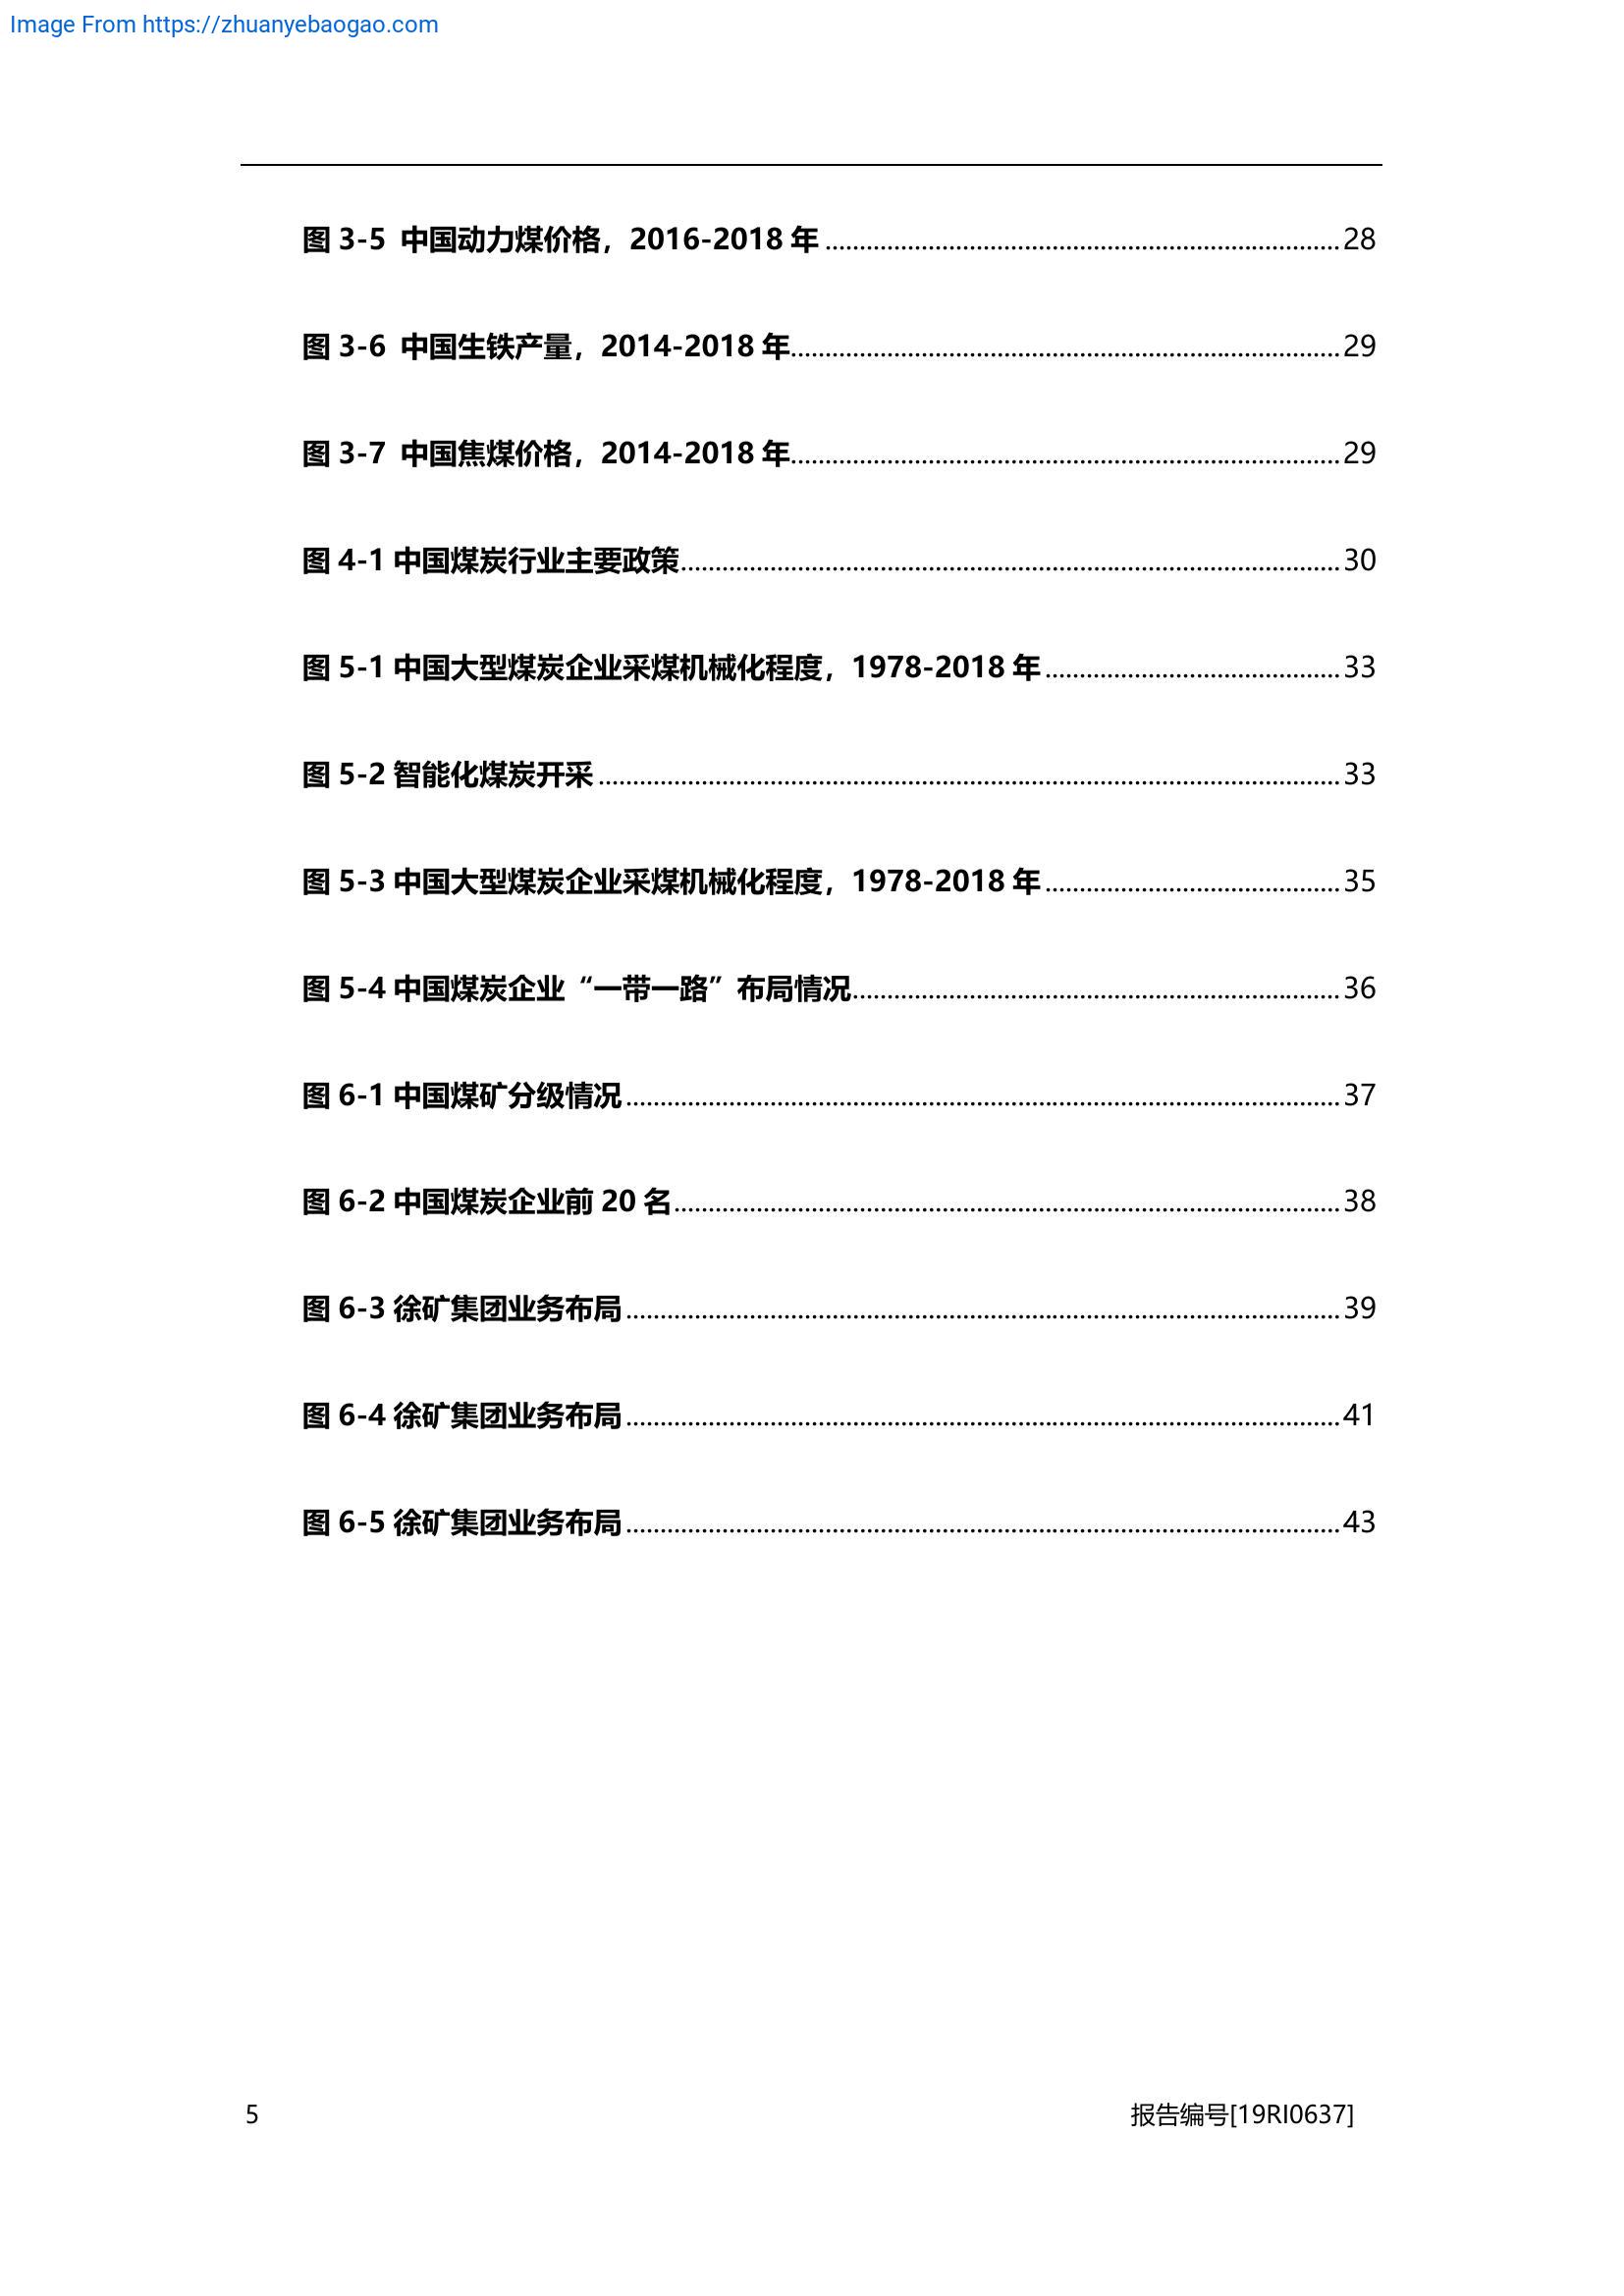 Image From https://zhuanyebaogao.com
图 3-5 中国动力煤价格，2016-2018 年........................................28
图 3-6 中国生铁产量，2014-2018 年........................................29
图 3-7 中国焦煤价格，2014-2018 年........................................29
图 4-1 中国煤炭行业主要政策........................................30
图 5-1 中国大型煤炭企业采煤机械化程度，1978-2018 年........................................33
图 5-2 智能化煤炭开采........................................33
图 5-3 中国大型煤炭企业采煤机械化程度，1978-2018 年........................................35
图 5-4 中国煤炭企业“一带一路”布局情况........................................36
图 6-1 中国煤矿分级情况........................................37
图 6-2 中国煤炭企业前 20 名........................................38
图 6-3 徐矿集团业务布局........................................39
图 6-4 徐矿集团业务布局........................................41
图 6-5 徐矿集团业务布局........................................43
5 报告编号[19RI0637]